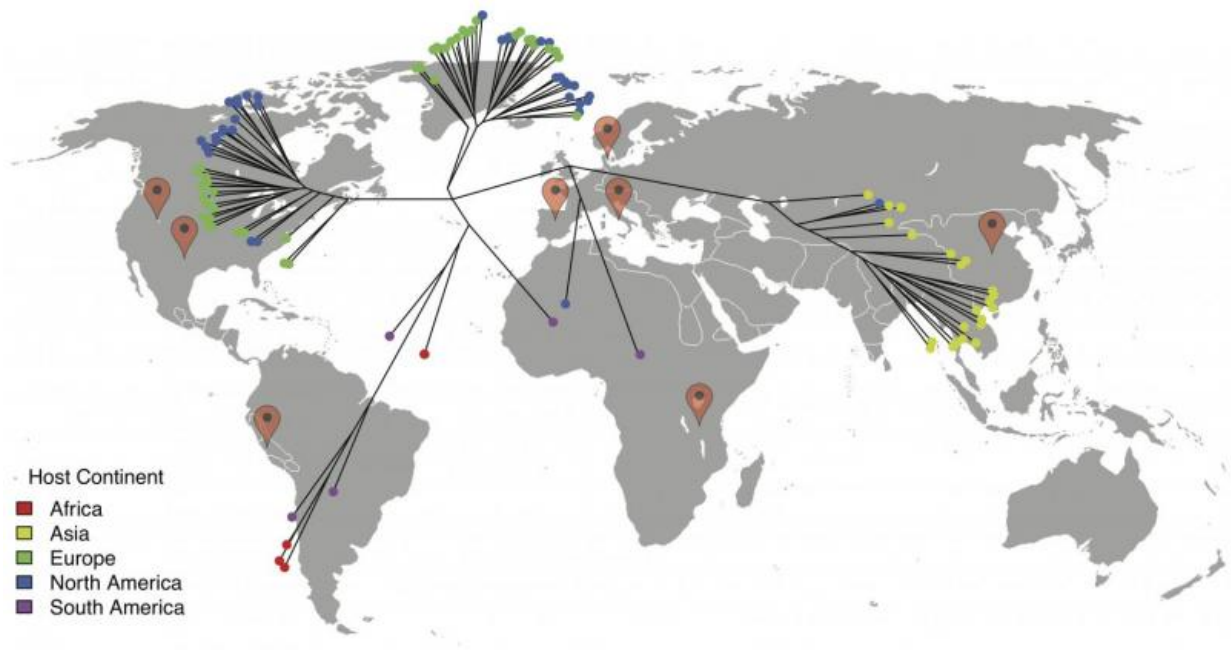 Host Continent
Africa
Asia
Europe
North America
South America